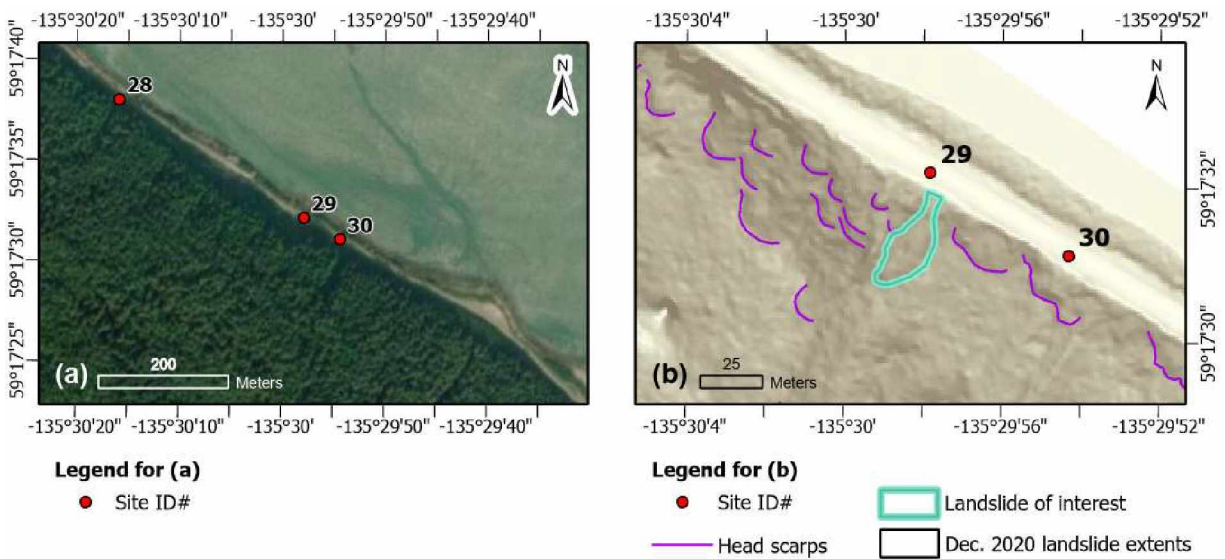 -135°30'20" -135°30'10" -135°30' -135°29'50" -135°29'40"
59°17'40"
59°17'35"
59°17'30"
59°17'25"
N
28
29
30
(a)
200
Meters
-135°30'20" -135°30'10" -135°30' -135°29'50" -135°29'40"
-135°30'4" -135°30' -135°29'56" -135°29'52"
N
29
30
59°17'32"
59°17'30"
(b)
25
Meters
-135°30'4" -135°30' -135°29'56" -135°29'52"
Legend for (a)
Site ID#
Legend for (b)
Site ID#
Head scarps
Landslide of interest
Dec. 2020 landslide extents